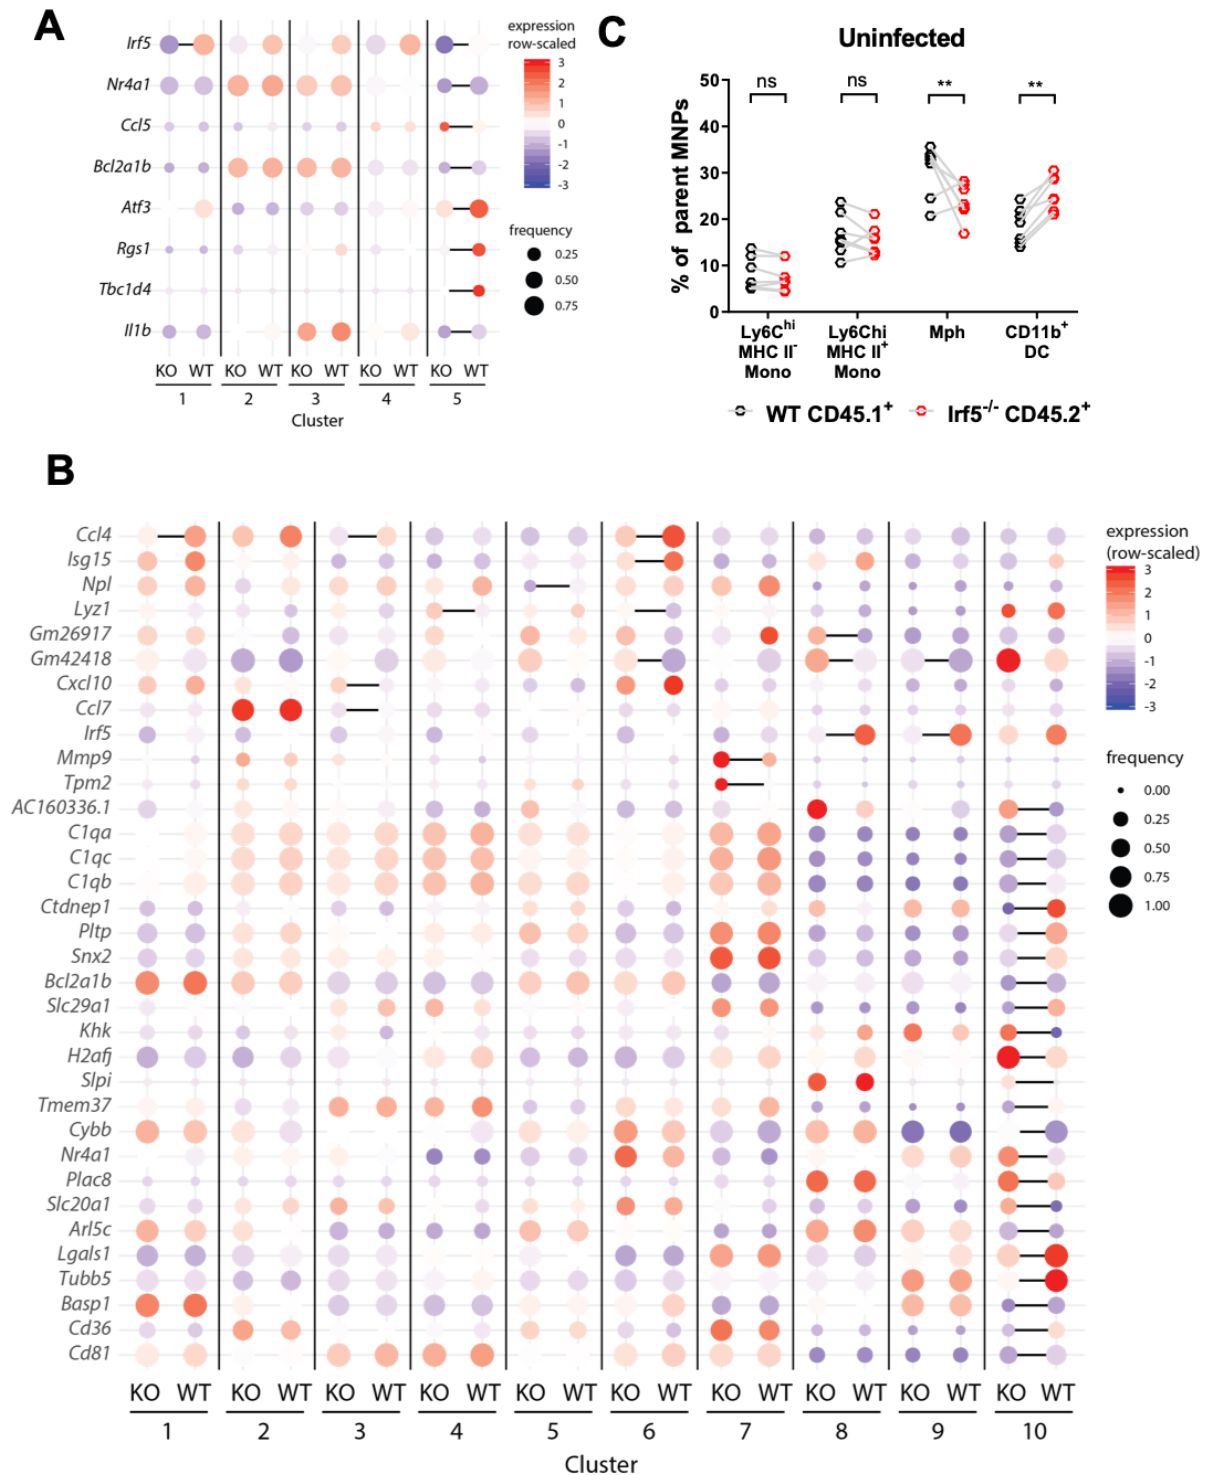 A
Irf5
Nr4a1
Ccl5
Bcl2a1b
Atf3
Rgs1
Tbc1d4
Il1b
KO WT KO WT KO WT KO WT KO WT
1 2 3 4 5
Cluster
expression
row-scaled
3
2
1
0
-1
-2
-3
frequency
0.25
0.50
0.75
C
Uninfected
% of parent MNPs
50
40
30
20
10
0
ns ns ** **
Ly6Chi MHC II- Mono
Ly6Chi MHC II+ Mono
Mph
CD11b+ DC
WT CD45.1+ Irf5-/- CD45.2+
B
Ccl4
Isg15
Npl
Lyz1
Gm26917
Gm42418
Cxcl10
Ccl7
Irf5
Mmp9
Tpm2
AC160336.1
C1qa
C1qc
C1qb
Ctdnep1
Pltp
Snx2
Bcl2a1b
Slc29a1
Khk
H2afj
Slpi
Tmem37
Cybb
Nr4a1
Plac8
Slc20a1
Arl5c
Lgals1
Tubb5
Basp1
Cd36
Cd81
KO WT KO WT KO WT KO WT KO WT KO WT KO WT KO WT KO WT KO WT
1 2 3 4 5 6 7 8 9 10
Cluster
expression
(row-scaled)
3
2
1
0
-1
-2
-3
frequency
0.00
0.25
0.50
0.75
1.00